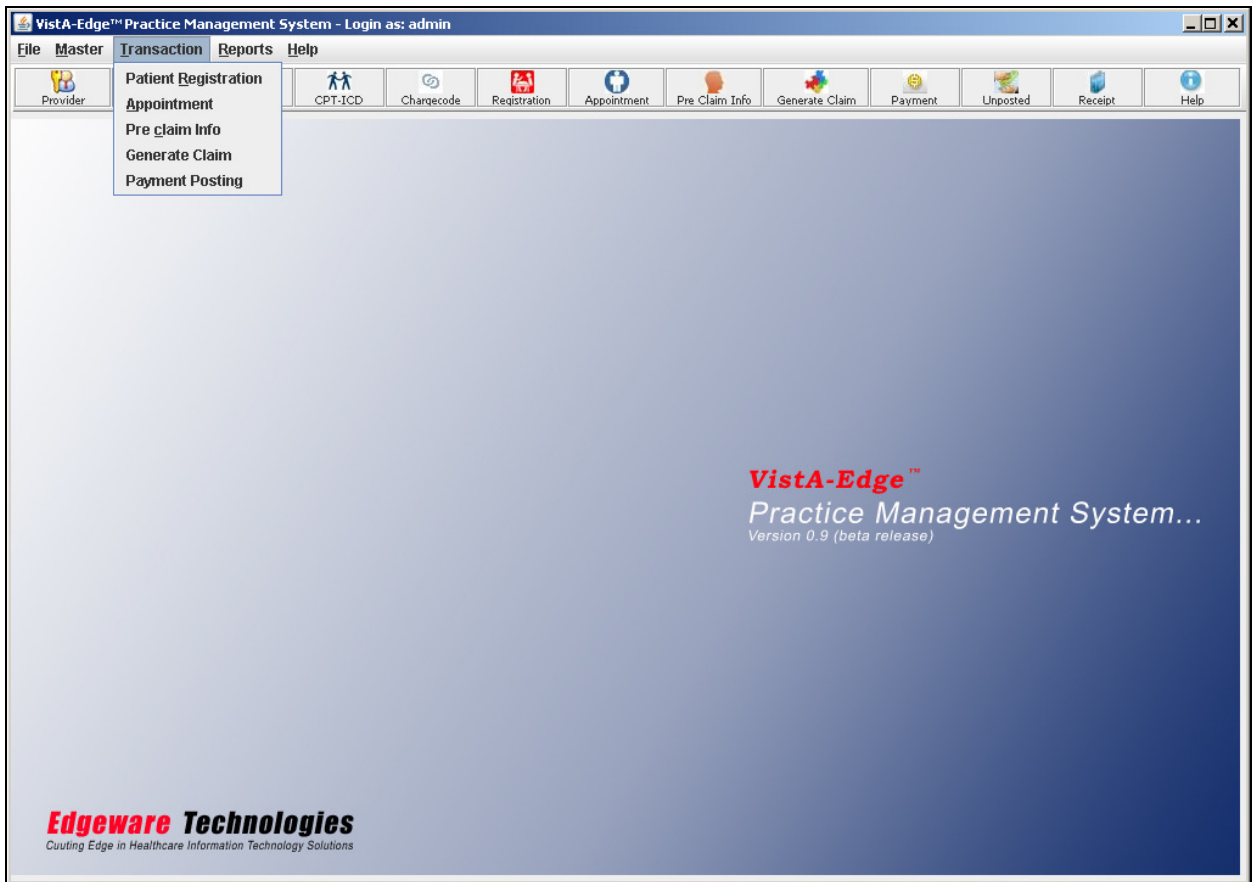 VistA-Edge™ Practice Management System - Login as: admin
File Master Transaction Reports Help
Patient Registration
Appointment
Pre claim Info
Generate Claim
Payment Posting
Provider CPT-ICD Chargecode Registration Appointment Pre Claim Info Generate Claim Payment Unposted Receipt Help
VistA-Edge™
Practice Management System...
Version 0.9 (beta release)
Edgeware Technologies
Cuuting Edge in Healthcare Information Technology Solutions